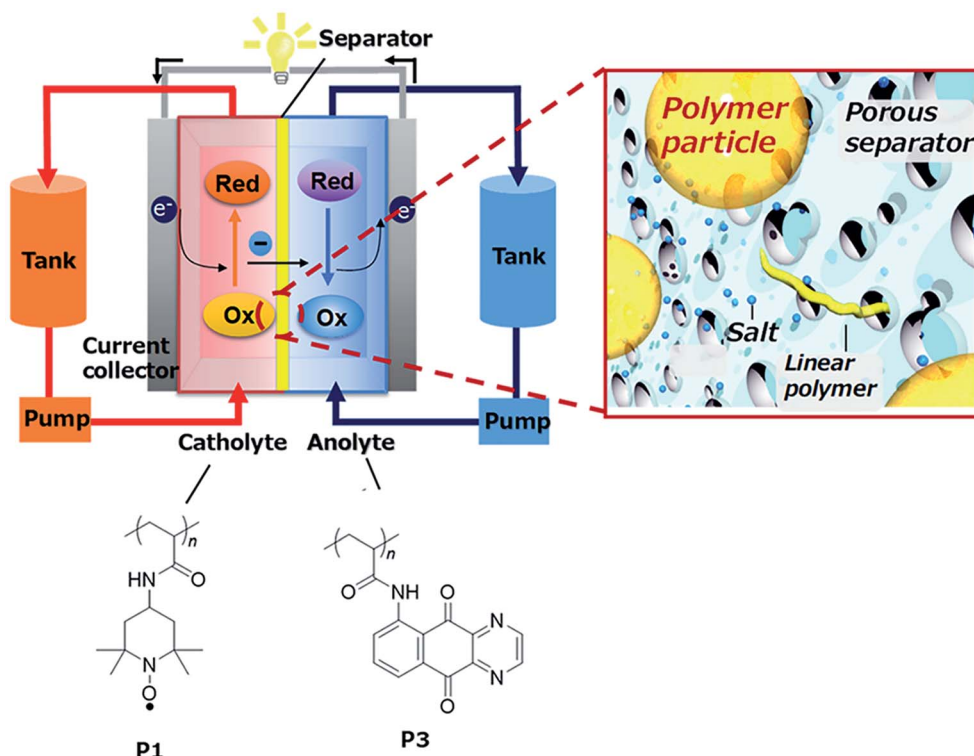 Separator
Red
Red
e-
e-
−
Tank
Tank
Ox
Ox
Current
collector
Pump
Pump
Catholyte
Anolyte
Polymer
particle
Porous
separator
Salt
Linear
polymer
n
HN
O
N
O
•
P1
n
O
NH
O
N
N
O
P3